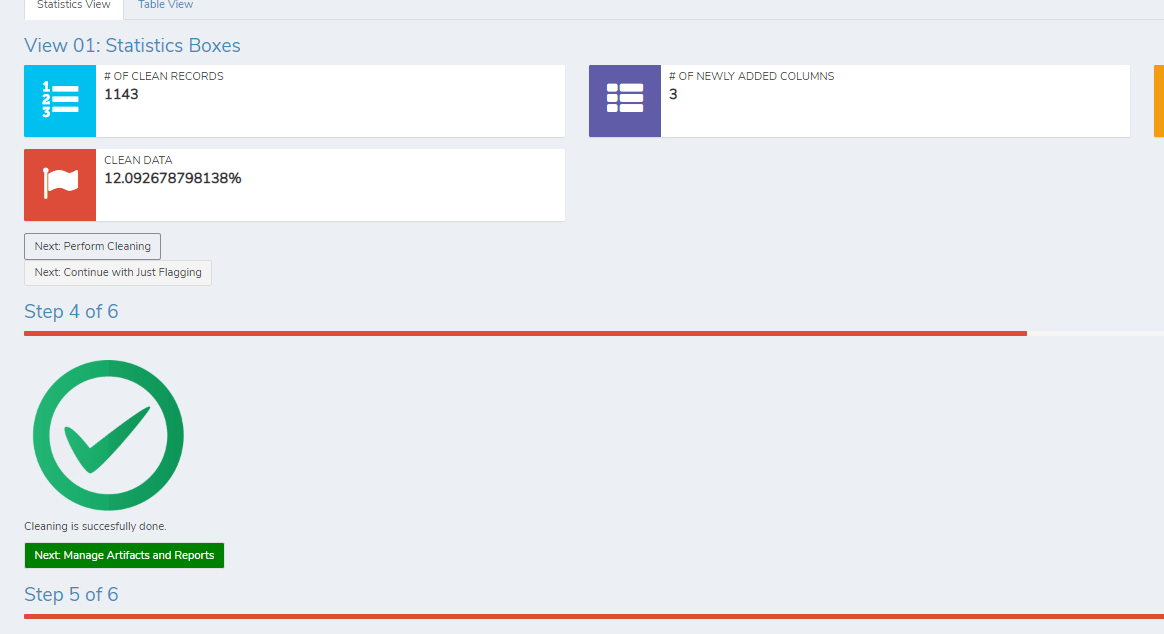 Statistics View
Table View
View 01: Statistics Boxes
# OF CLEAN RECORDS
1143
# OF NEWLY ADDED COLUMNS
3
CLEAN DATA
12.092678798138%
Next: Perform Cleaning
Next: Continue with Just Flagging
Step 4 of 6
Cleaning is succesfully done.
Next: Manage Artifacts and Reports
Step 5 of 6